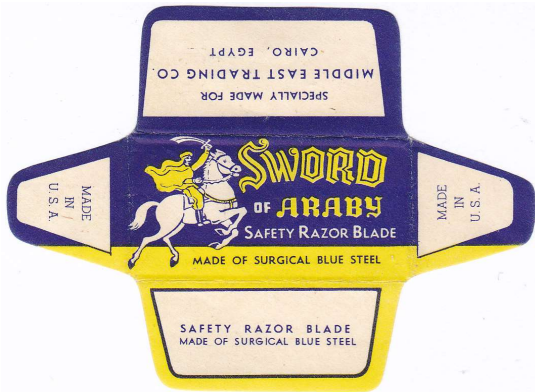 SPECIALLY MADE FOR
MIDDLE EAST TRADING CO.
CAIRO, EGYPT
SWORD
OF ARABY
SAFETY RAZOR BLADE
MADE OF SURGICAL BLUE STEEL
MADE
IN
U S A
MADE
IN
U.S.A.
SAFETY RAZOR BLADE
MADE OF SURGICAL BLUE STEEL